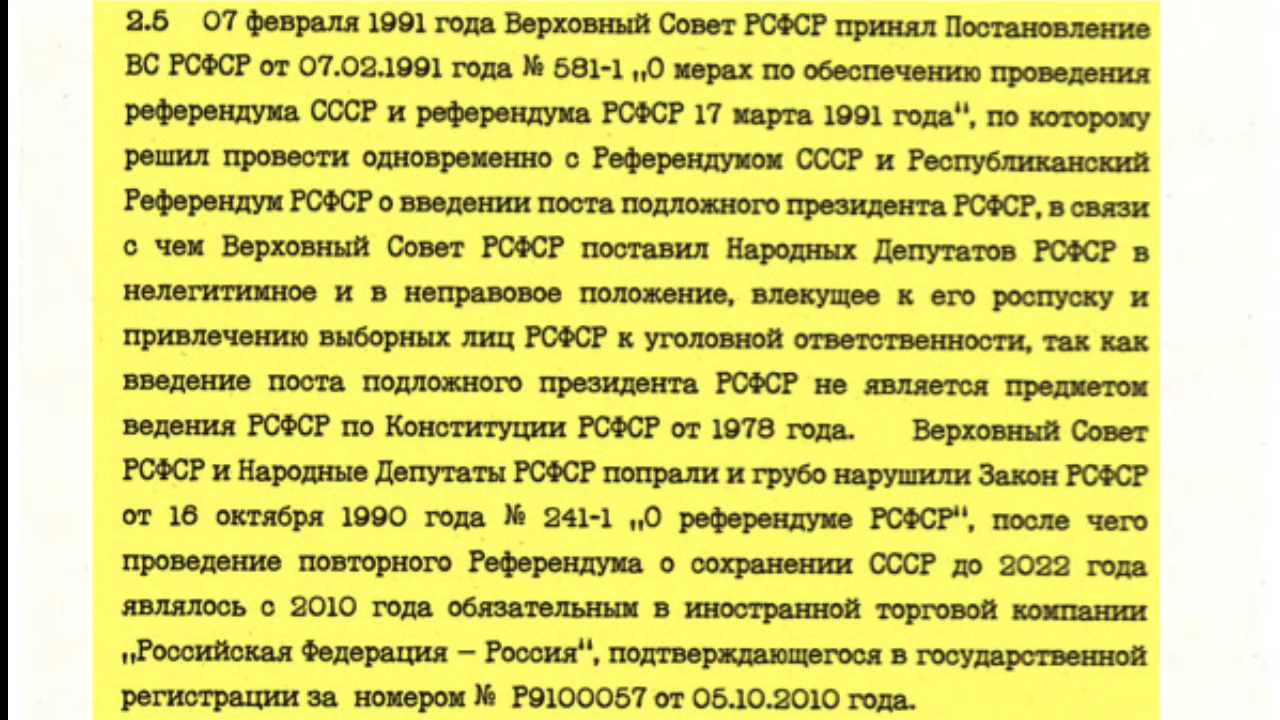 2.5 07 февраля 1991 года Верховный Совет РСФСР принял Постановление
ВС РСФСР от 07.02.1991 года № 581-1 „О мерах по обеспечению проведения
референдума СССР и референдума РСФСР 17 марта 1991 года“, по которому
решил провести одновременно с Референдумом СССР и Республиканский
Референдум РСФСР о введении поста подложного президента РСФСР, в связи
с чем Верховный Совет РСФСР поставил Народных Депутатов РСФСР в
нелегитимное и в неправовое положение, влекущее к его роспуску и
привлечению выборных лиц РСФСР к уголовной ответственности, так как
введение поста подложного президента РСФСР не является предметом
ведения РСФСР по Конституции РСФСР от 1978 года. Верховный Совет
РСФСР и Народные Депутаты РСФСР попрали и грубо нарушили Закон РСФСР
от 16 октября 1990 года № 241-1 „О референдуме РСФСР“, после чего
проведение повторного Референдума о сохранении СССР до 2022 года
являлось с 2010 года обязательным в иностранной торговой компании
„Российская Федерация – Россия“, подтверждающегося в государственной
регистрации за номером № Р9100057 от 05.10.2010 года.